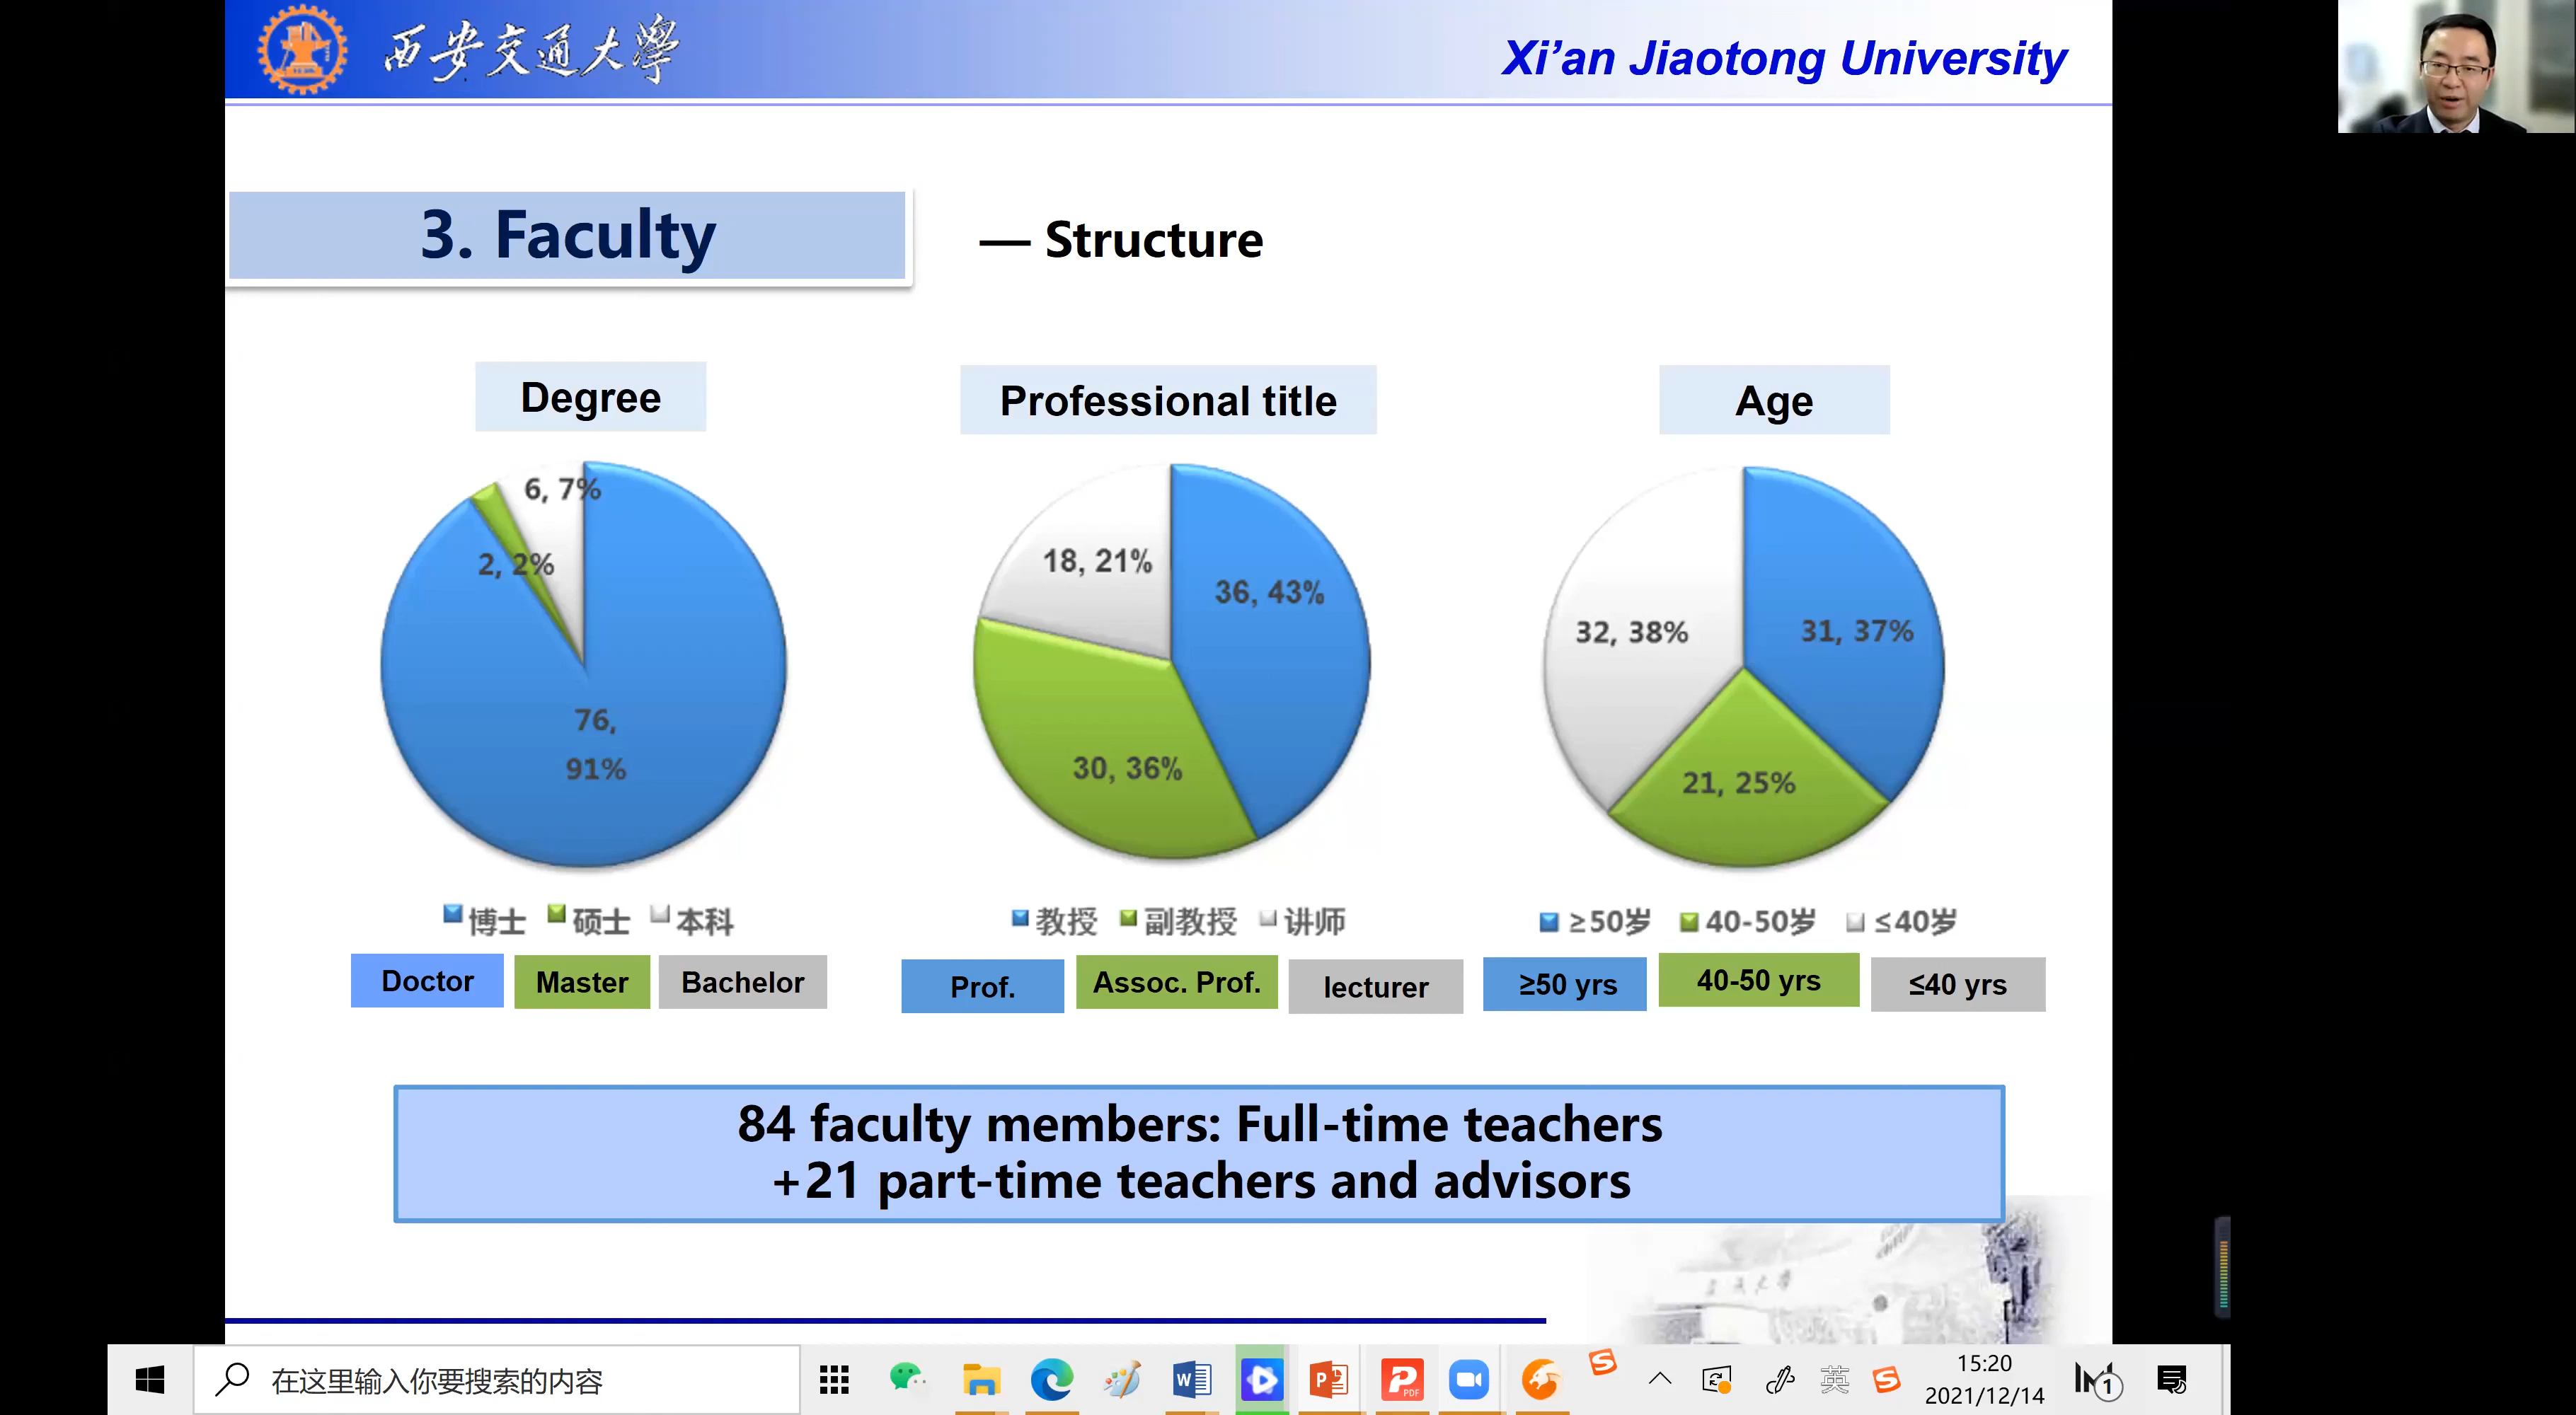 西安交通大學
Xi’an Jiaotong University
3. Faculty
— Structure
Degree
Professional title
Age
6, 7%
2, 2%
76,
91%
18, 21%
36, 43%
30, 36%
32, 38%
31, 37%
21, 25%
博士 硕士 本科
教授 副教授 讲师
≥50岁 40-50岁 ≤40岁
Doctor Master Bachelor
Prof. Assoc. Prof. lecturer
≥50 yrs 40-50 yrs ≤40 yrs
84 faculty members: Full-time teachers
+21 part-time teachers and advisors
在这里输入你要搜索的内容
英
15:20
2021/12/14
1